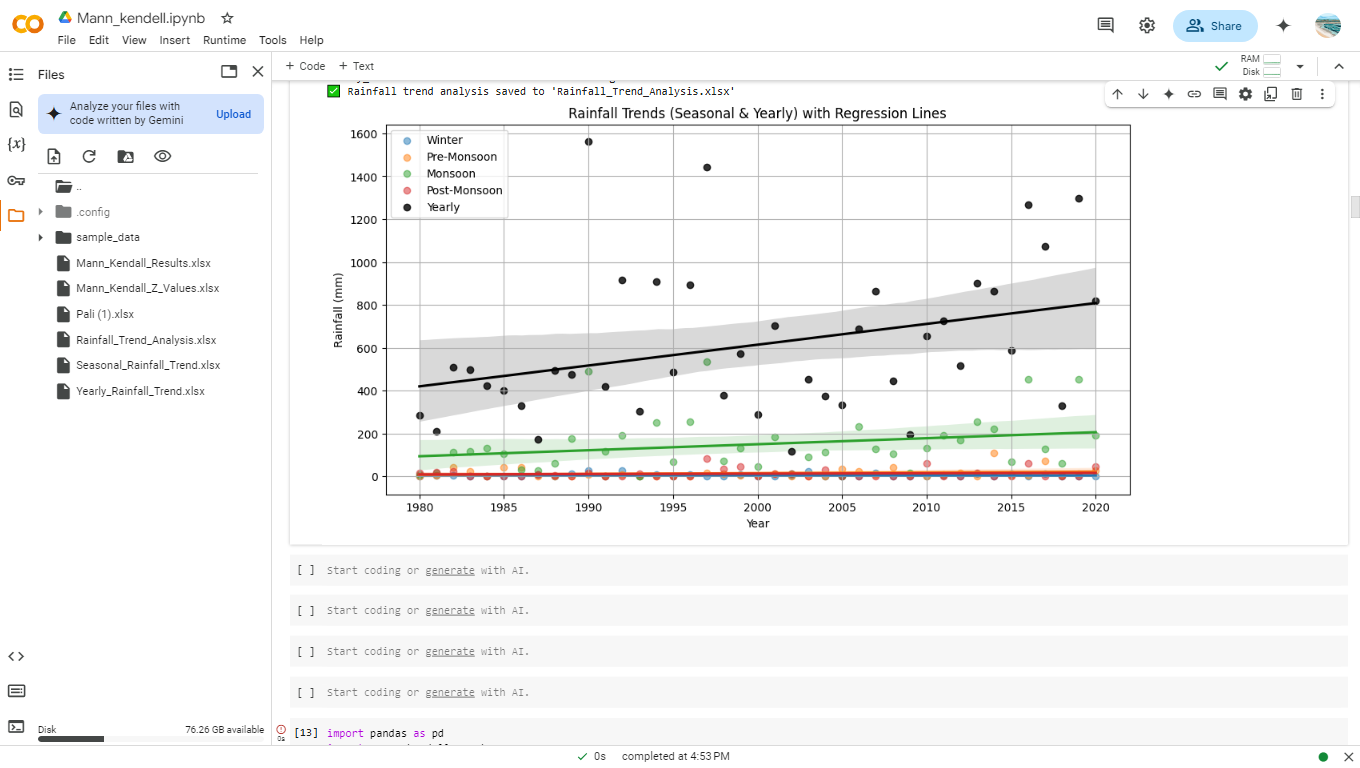 Mann_kendell.ipynb
File Edit View Insert Runtime Tools Help
Share
Files
+ Code + Text
RAM
Disk
Analyze your files with
code written by Gemini
Upload
{x}
..
.config
sample_data
Mann_Kendall_Results.xlsx
Mann_Kendall_Z_Values.xlsx
Pali (1).xlsx
Rainfall_Trend_Analysis.xlsx
Seasonal_Rainfall_Trend.xlsx
Yearly_Rainfall_Trend.xlsx
Disk 76.26 GB available
Rainfall trend analysis saved to 'Rainfall_Trend_Analysis.xlsx'
Rainfall Trends (Seasonal & Yearly) with Regression Lines
Winter
Pre-Monsoon
Monsoon
Post-Monsoon
Yearly
1600
1400
1200
1000
800
600
400
200
0
Rainfall (mm)
1980 1985 1990 1995 2000 2005 2010 2015 2020
Year
[ ] Start coding or generate with AI.
[ ] Start coding or generate with AI.
[ ] Start coding or generate with AI.
[ ] Start coding or generate with AI.
0s
[13] import pandas as pd
0s completed at 4:53 PM